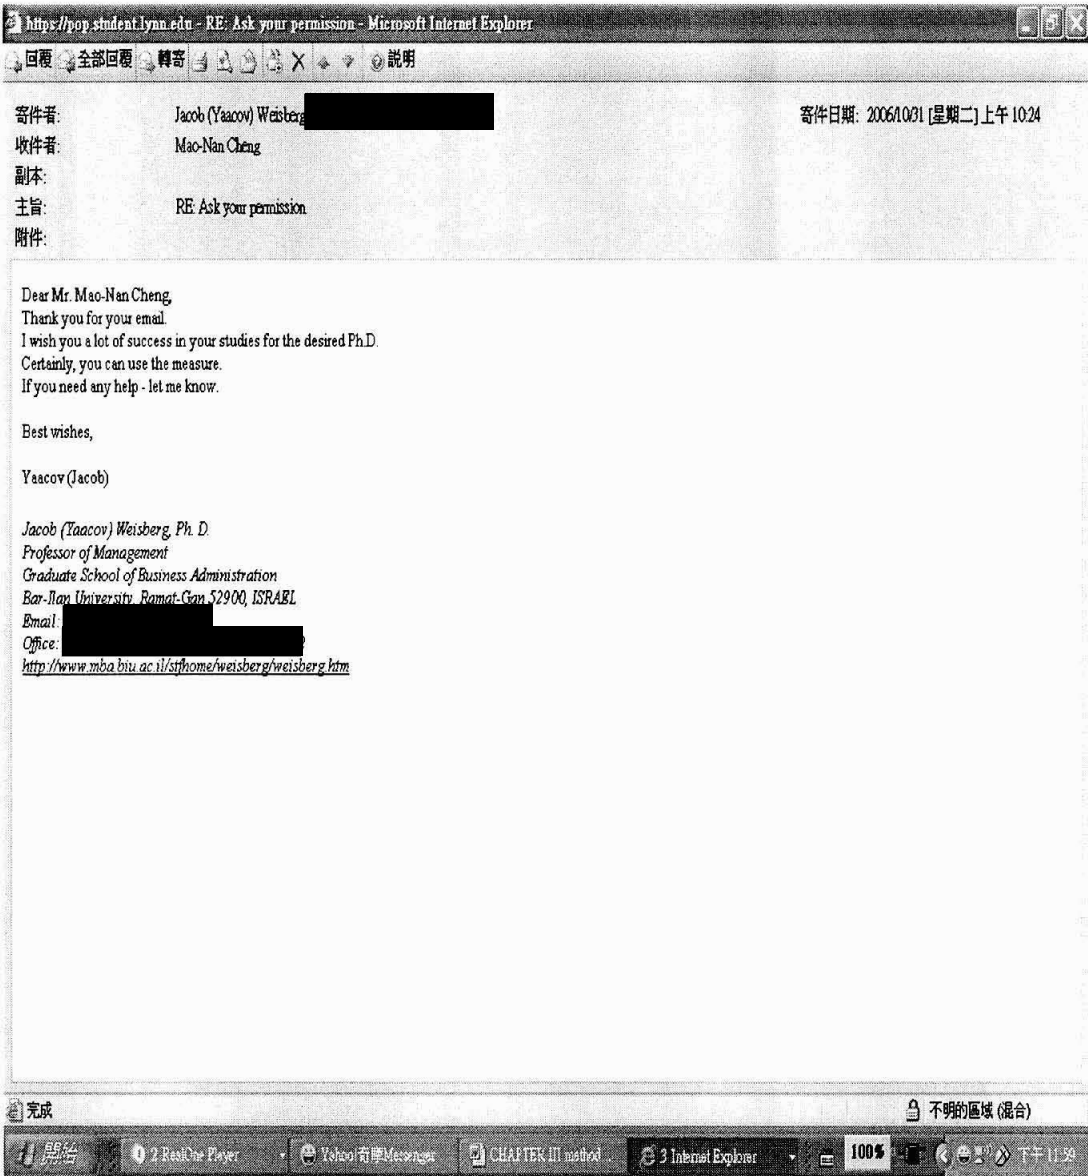 https://pop.student.lynn.edu - RE: Ask your permission - Microsoft Internet Explorer
回覆 全部回覆 轉寄 説明
寄件者: Jacob (Yaacov) Weisberg 寄件日期: 2006/10/31 [星期二] 上午 10:24
收件者: Mao-Nan Cheng
副本:
主旨: RE: Ask your permission
附件:
Dear Mr. Mao-Nan Cheng,
Thank you for your email.
I wish you a lot of success in your studies for the desired Ph.D.
Certainly, you can use the measure.
If you need any help - let me know.
Best wishes,
Yaacov (Jacob)
Jacob (Yaacov) Weisberg, Ph. D.
Professor of Management
Graduate School of Business Administration
Bar-Ilan University, Ramat-Gan 52900, ISRAEL
Email:
Office:
http://www.mba.biu.ac.il/stfhome/weisberg/weisberg.htm
完成 不明的區域 (混合)
開始 2 RealOne Player Yahoo!奇摩Messenger CHAPTER III method ... 3 Internet Explorer 100% 下午 11:59